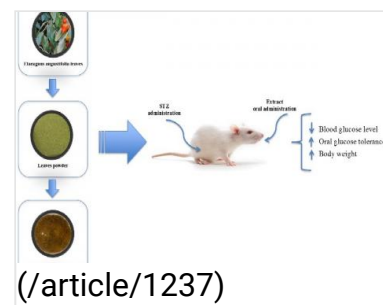 Elaeagnus angustifolia leaves
Leaves powder
STZ
administration
Extract
oral administration
Blood glucose level
Oral glucose tolerance
Body weight
(/article/1237)